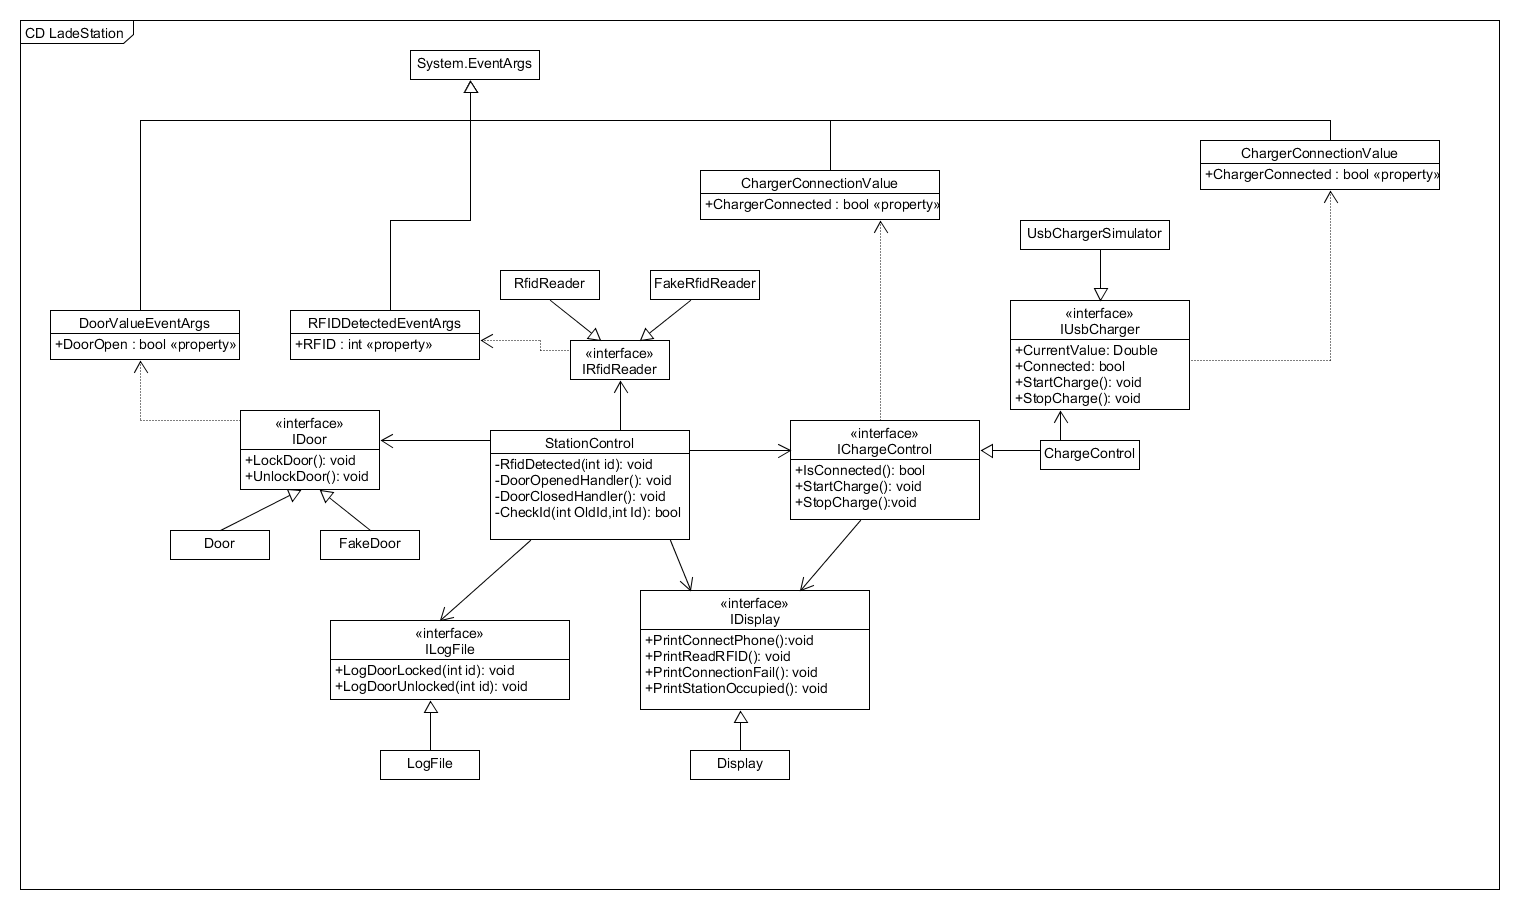 CD LadeStation
System.EventArgs
ChargerConnectionValue
+ChargerConnected : bool «property»
ChargerConnectionValue
+ChargerConnected : bool «property»
UsbChargerSimulator
RfidReader
FakeRfidReader
DoorValueEventArgs
+DoorOpen : bool «property»
RFIDDetectedEventArgs
+RFID : int «property»
«interface»
IRfidReader
«interface»
IUsbCharger
+CurrentValue: Double
+Connected: bool
+StartCharge(): void
+StopCharge(): void
«interface»
IDoor
+LockDoor(): void
+UnlockDoor(): void
StationControl
-RfidDetected(int id): void
-DoorOpenedHandler(): void
-DoorClosedHandler(): void
-CheckId(int OldId,int Id): bool
«interface»
IChargeControl
+IsConnected(): bool
+StartCharge(): void
+StopCharge():void
ChargeControl
Door
FakeDoor
«interface»
ILogFile
+LogDoorLocked(int id): void
+LogDoorUnlocked(int id): void
«interface»
IDisplay
+PrintConnectPhone():void
+PrintReadRFID(): void
+PrintConnectionFail(): void
+PrintStationOccupied(): void
LogFile
Display